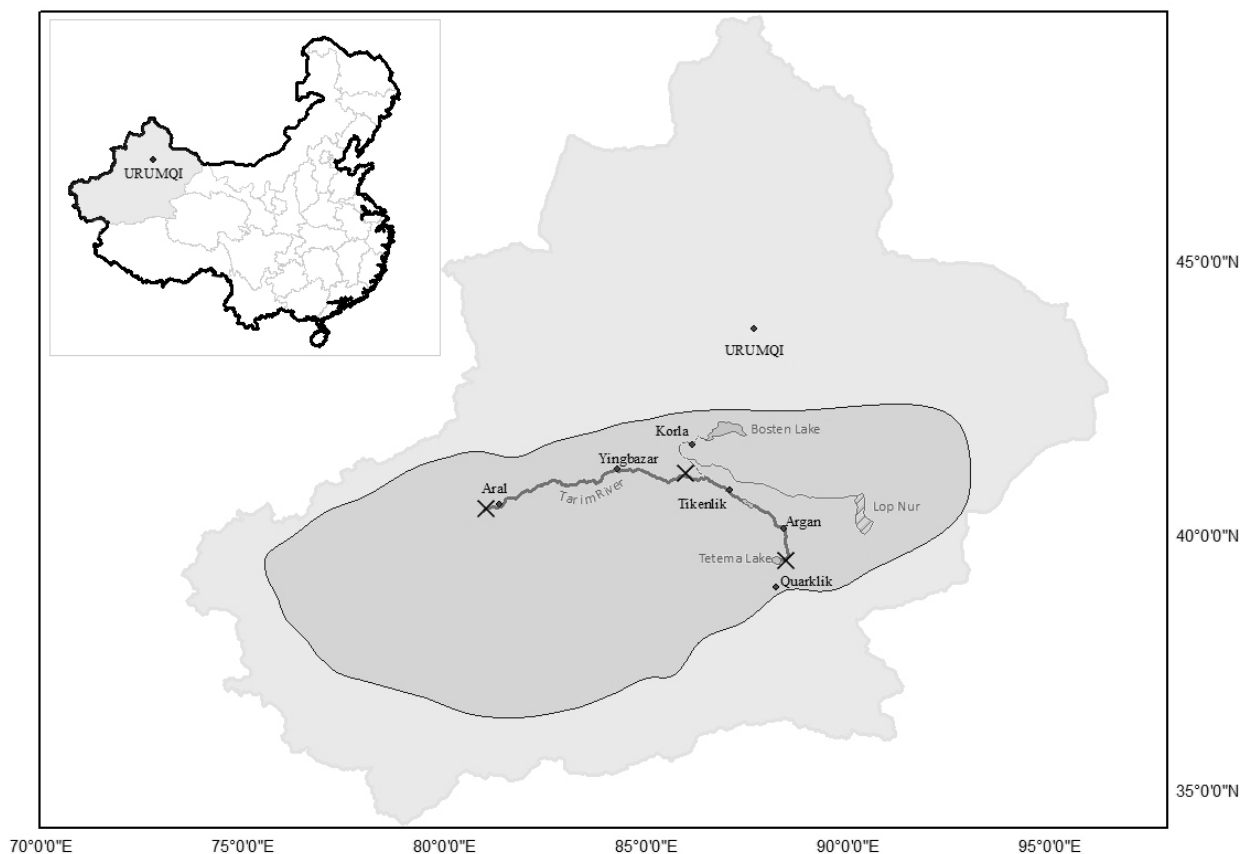 URUMQI
45°0'0"N
URUMQI
Korla
Bosten Lake
Yingbazar
Aral
Tarim River
Tikenlik
Lop Nur
Argan
40°0'0"N
Tetema Lake
Quarklik
35°0'0"N
70°0'0"E
75°0'0"E
80°0'0"E
85°0'0"E
90°0'0"E
95°0'0"E